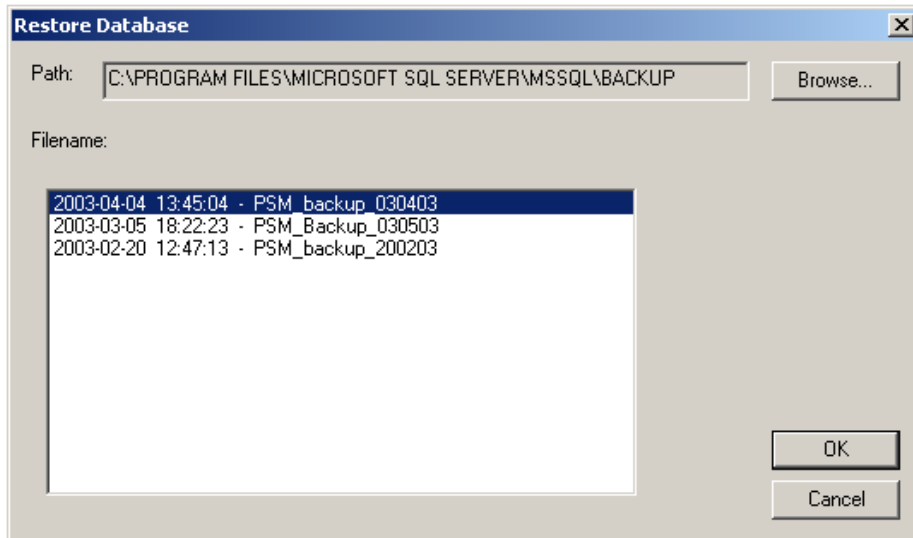 Restore Database
Path: C:\PROGRAM FILES\MICROSOFT SQL SERVER\MSSQL\BACKUP Browse...
Filename:
2003-04-04 13:45:04 - PSM_backup_030403
2003-03-05 18:22:23 - PSM_Backup_030503
2003-02-20 12:47:13 - PSM_backup_200203
OK
Cancel